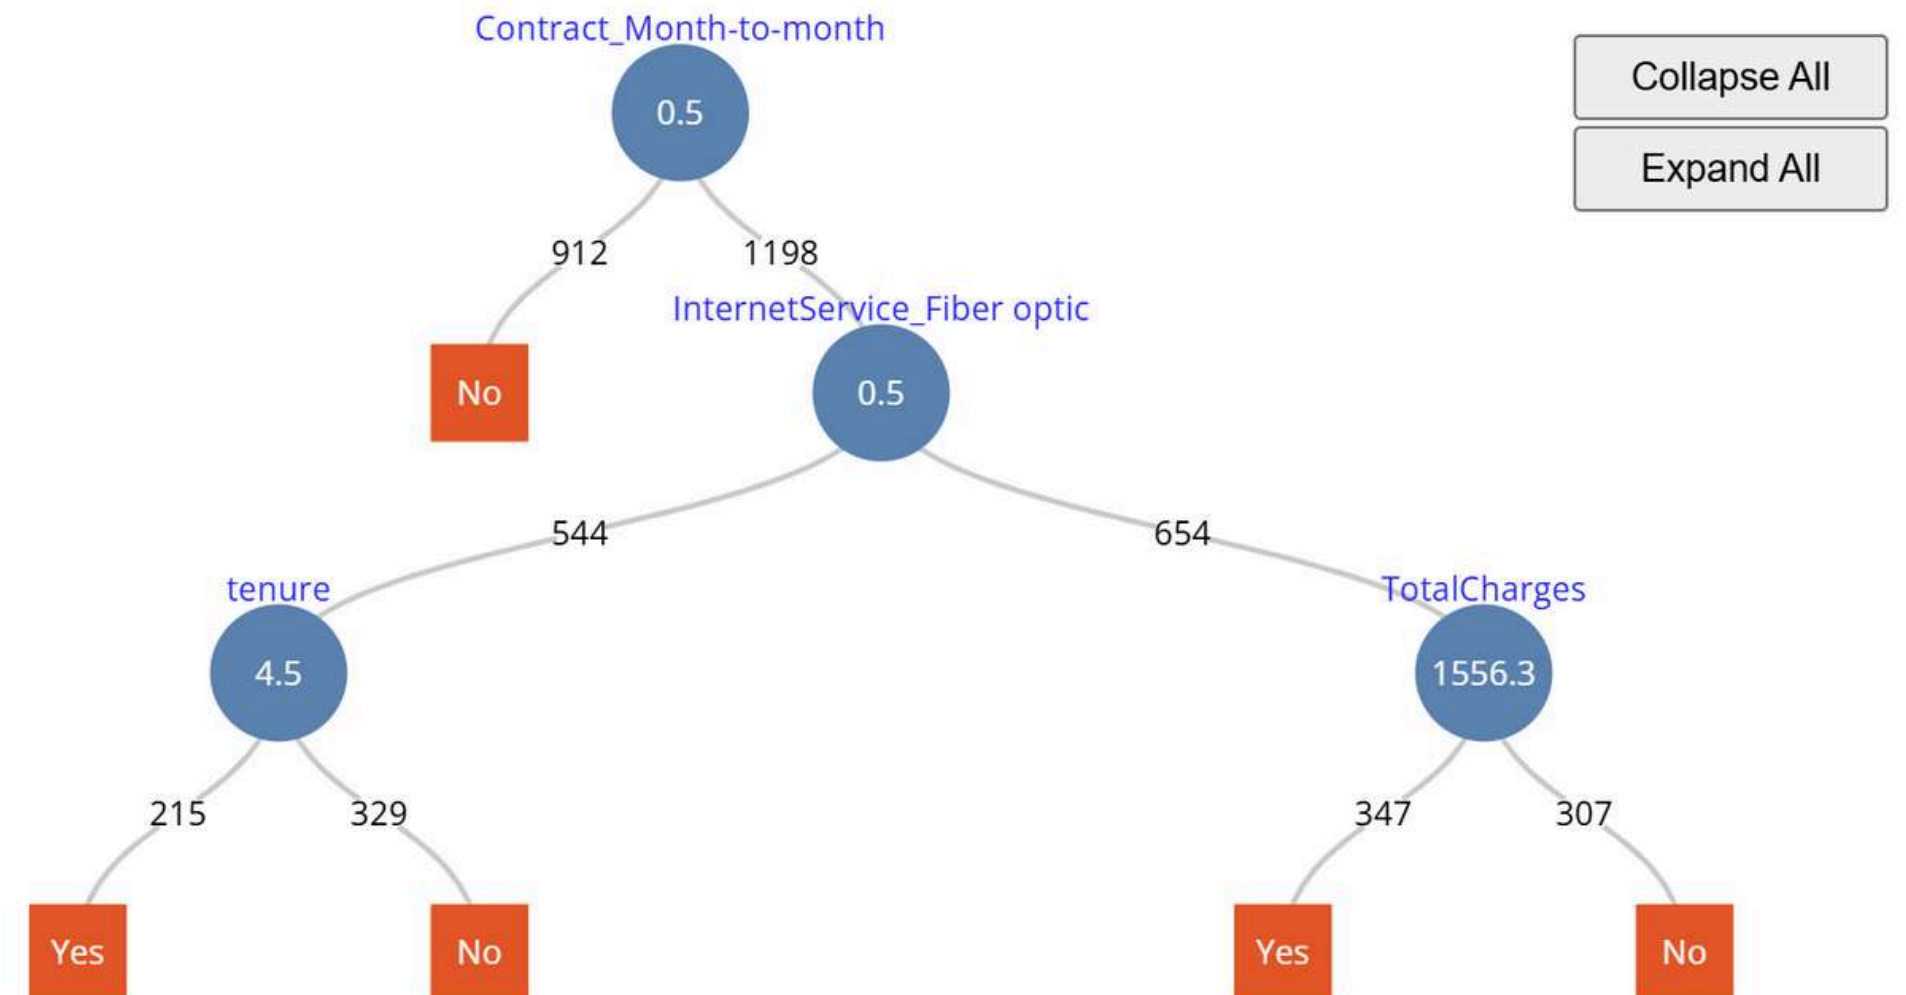 Contract_Month-to-month
0.5
Collapse All
Expand All
912
1198
InternetService_Fiber optic
No
0.5
544
654
tenure
TotalCharges
4.5
1556.3
215
329
347
307
Yes
No
Yes
No